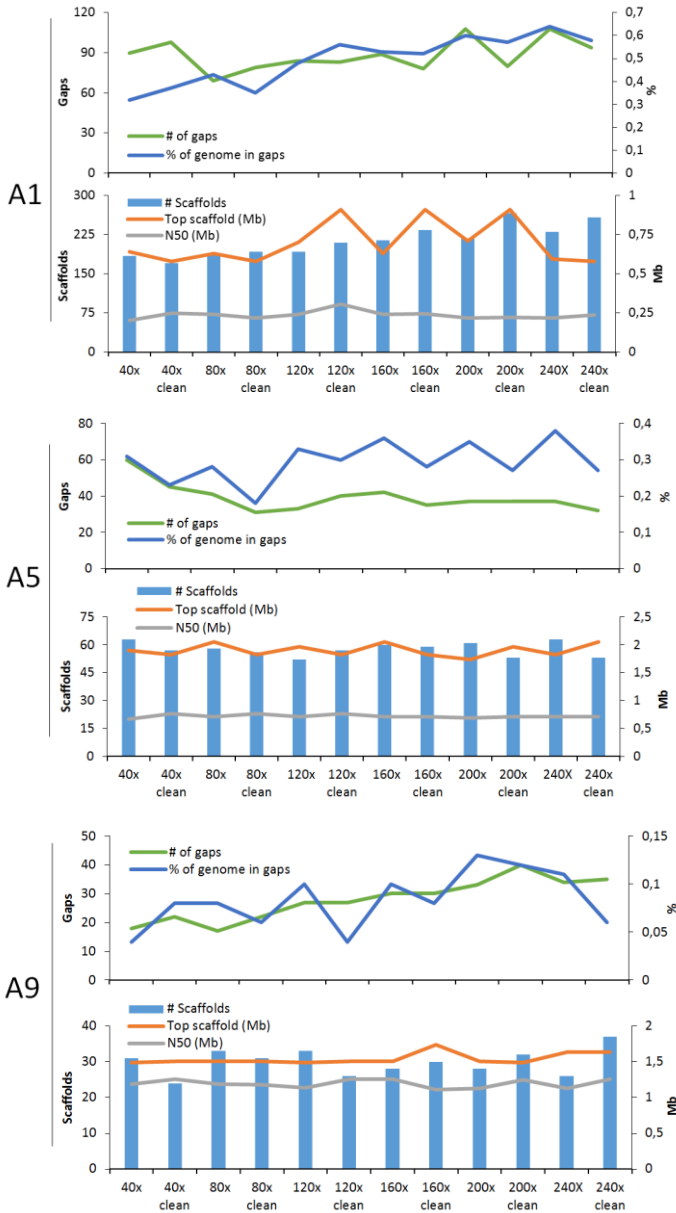 A1
120
90
60
30
0
Gaps
0,7
0,6
0,5
0,4
0,3
0,2
0,1
0
%
# of gaps
% of genome in gaps
300
225
150
75
0
Scaffolds
1
0,75
0,5
0,25
0
Mb
# Scaffolds
Top scaffold (Mb)
N50 (Mb)
40x 40x 80x 80x 120x 120x 160x 160x 200x 200x 240X 240x
clean clean clean clean clean clean
A5
80
60
40
20
0
Gaps
0,4
0,3
0,2
0,1
0
%
# of gaps
% of genome in gaps
75
60
45
30
15
0
Scaffolds
2,5
2
1,5
1
0,5
0
Mb
# Scaffolds
Top scaffold (Mb)
N50 (Mb)
40x 40x 80x 80x 120x 120x 160x 160x 200x 200x 240X 240x
clean clean clean clean clean clean
A9
50
40
30
20
10
0
Gaps
0,15
0,1
0,05
0
%
# of gaps
% of genome in gaps
40
30
20
10
0
Scaffolds
2
1,5
1
0,5
0
Mb
# Scaffolds
Top scaffold (Mb)
N50 (Mb)
40x 40x 80x 80x 120x 120x 160x 160x 200x 200x 240X 240x
clean clean clean clean clean clean